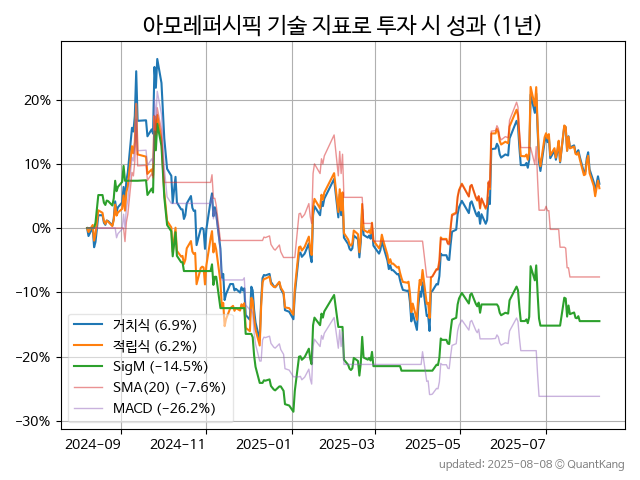 아모레퍼시픽 기술 지표로 투자 시 성과 (1년)
20%
10%
0%
−10%
−20%
−30%
거치식 (6.9%)
적립식 (6.2%)
SigM (−14.5%)
SMA(20) (−7.6%)
MACD (−26.2%)
2024-09
2024-11
2025-01
2025-03
2025-05
2025-07
updated: 2025-08-08 © QuantKang